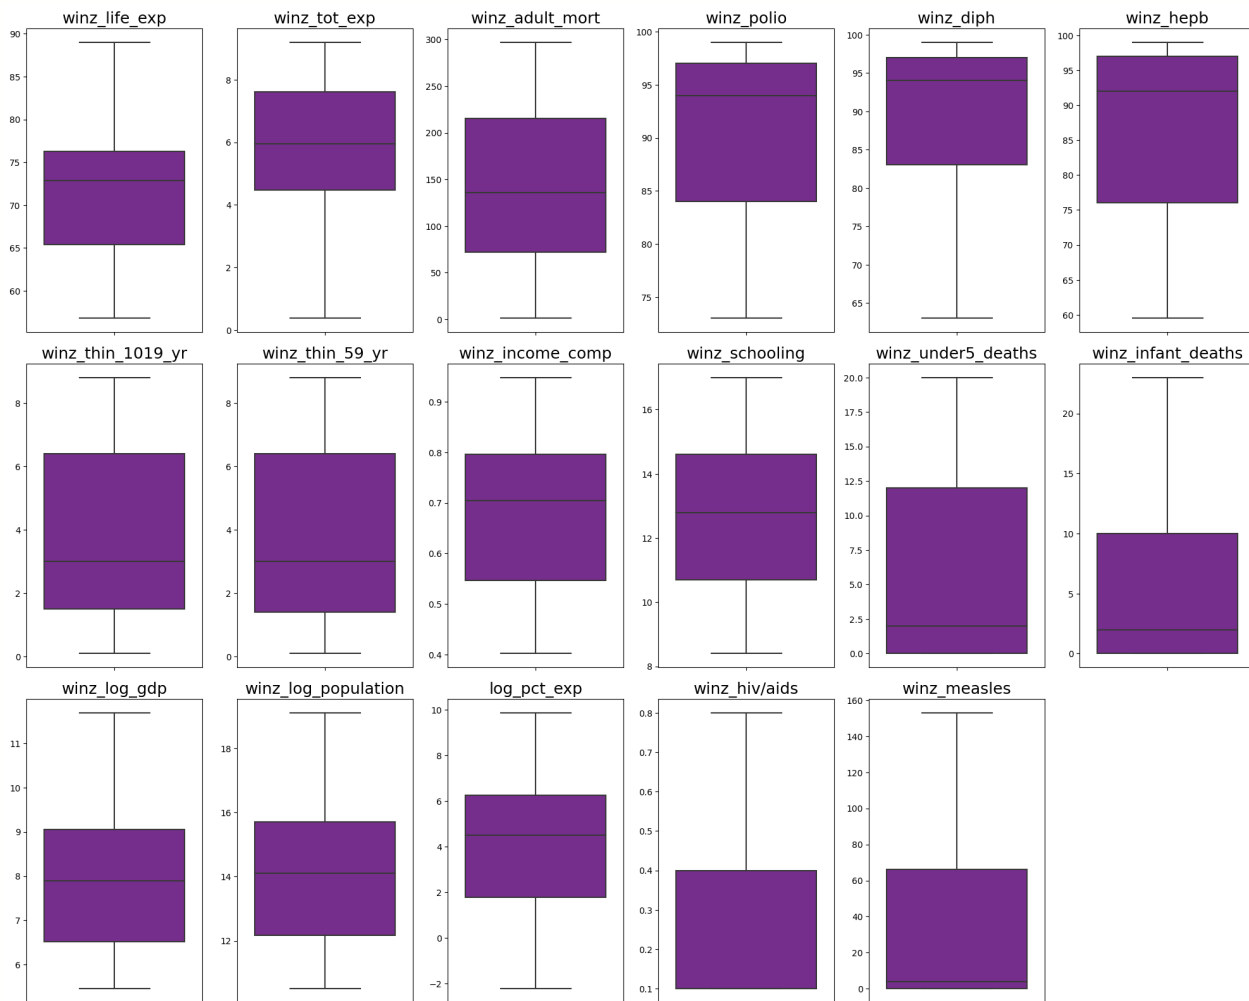 winz_life_exp winz_tot_exp winz_adult_mort winz_polio winz_diph winz_hepb
90 85 80 75 70 65 60
8 6 4 2 0
300 250 200 150 100 50 0
100 95 90 85 80 75
100 95 90 85 80 75 70 65
100 95 90 85 80 75 70 65 60
winz_thin_1019_yr winz_thin_59_yr winz_income_comp winz_schooling winz_under5_deaths winz_infant_deaths
8 6 4 2 0
8 6 4 2 0
0.9 0.8 0.7 0.6 0.5 0.4
16 14 12 10 8
20.0 17.5 15.0 12.5 10.0 7.5 5.0 2.5 0.0
20 15 10 5 0
winz_log_gdp winz_log_population log_pct_exp winz_hiv/aids winz_measles
11 10 9 8 7 6
18 16 14 12
10 8 6 4 2 0 −2
0.8 0.7 0.6 0.5 0.4 0.3 0.2 0.1
160 140 120 100 80 60 40 20 0